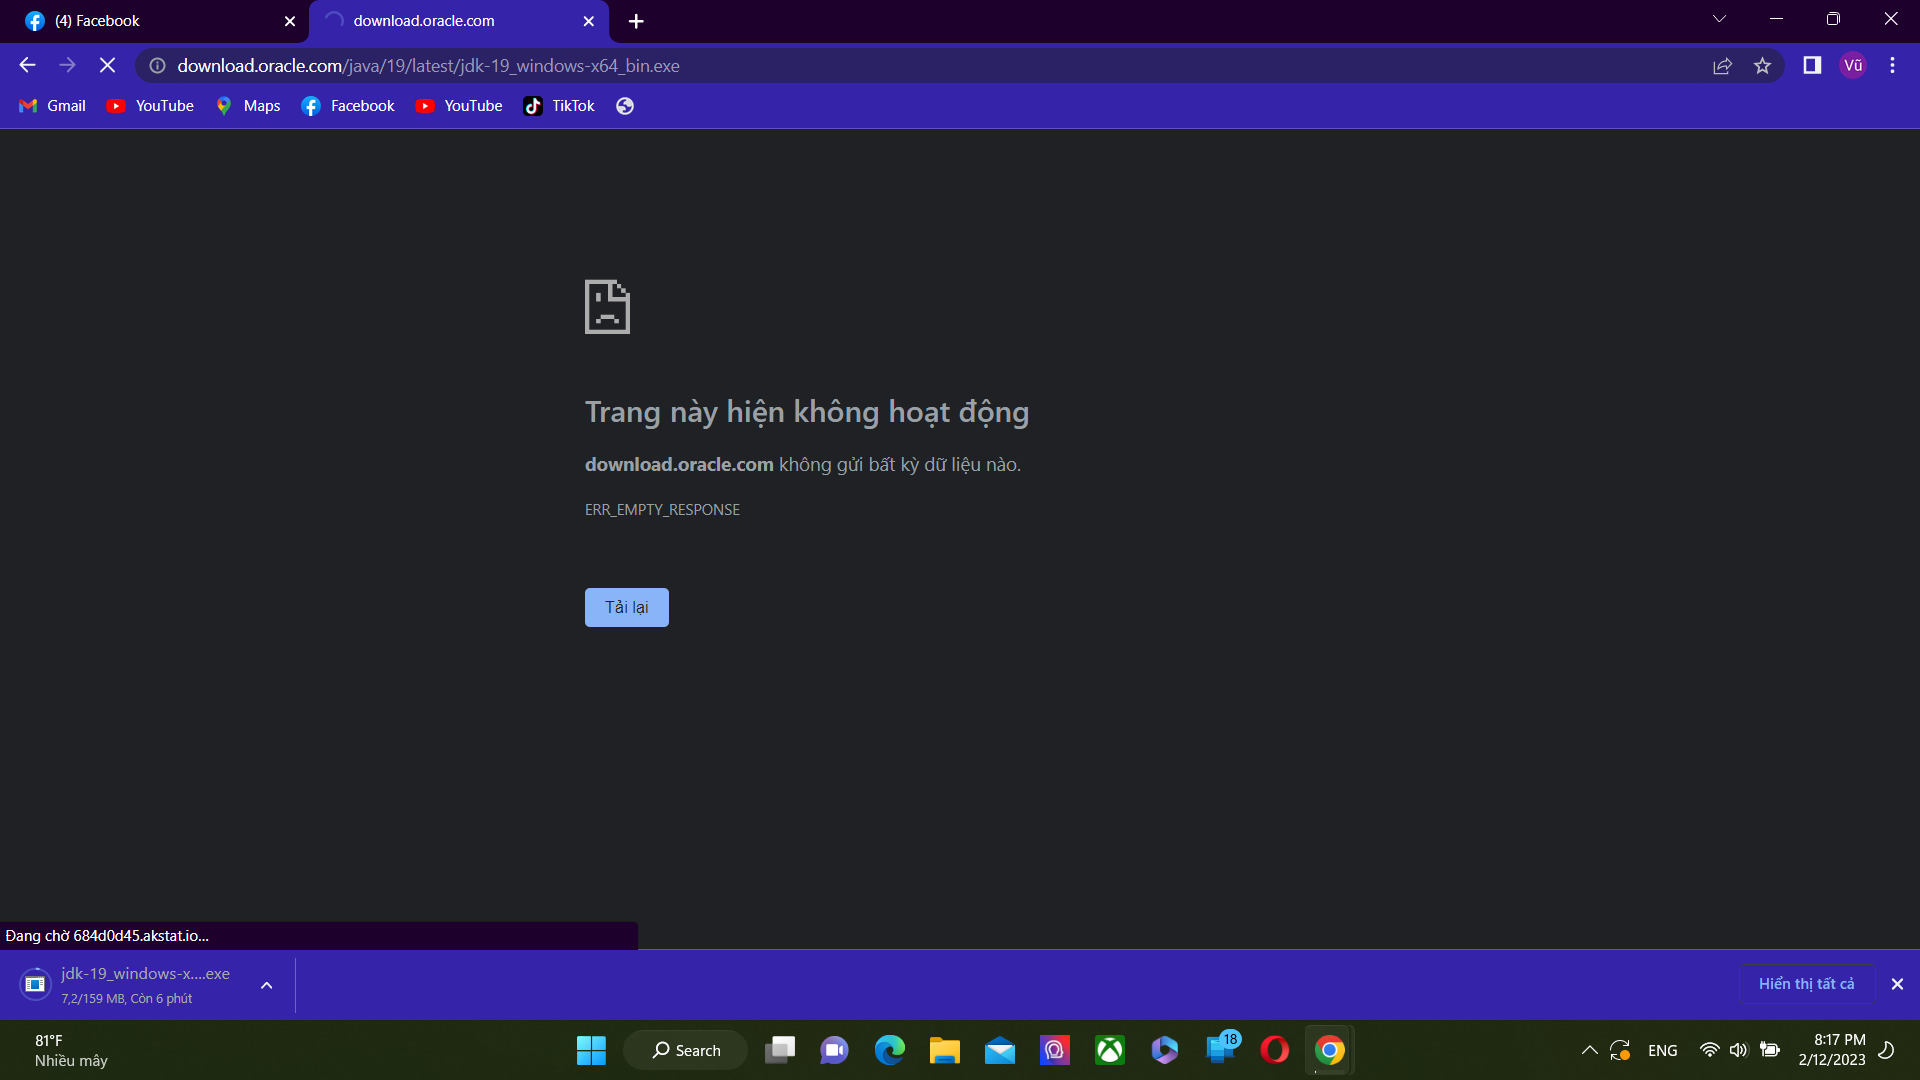 (4) Facebook
download.oracle.com
download.oracle.com/java/19/latest/jdk-19_windows-x64_bin.exe
Vũ
Gmail
YouTube
Maps
Facebook
YouTube
TikTok
Trang này hiện không hoạt động
download.oracle.com không gửi bất kỳ dữ liệu nào.
ERR_EMPTY_RESPONSE
Tải lại
Đang chờ 684d0d45.akstat.io...
jdk-19_windows-x....exe
7,2/159 MB, Còn 6 phút
Hiển thị tất cả
81°F
Nhiều mây
Search
18
ENG
8:17 PM
2/12/2023